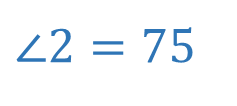 ∠2 = 75